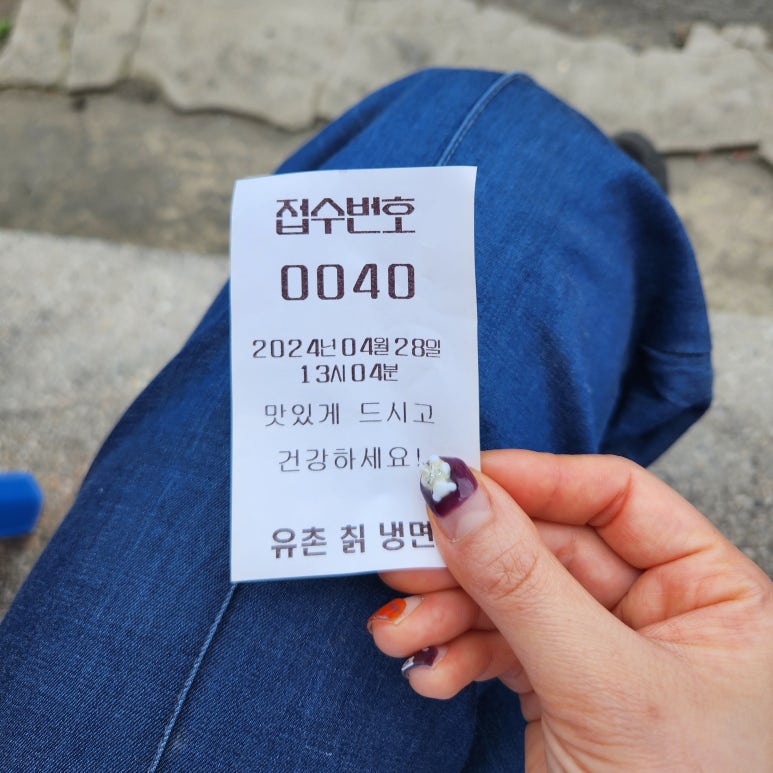 접수번호
0040
2024년 04월 28일
13시 04분
맛있게 드시고
건강하세요!
유촌 칡 냉면